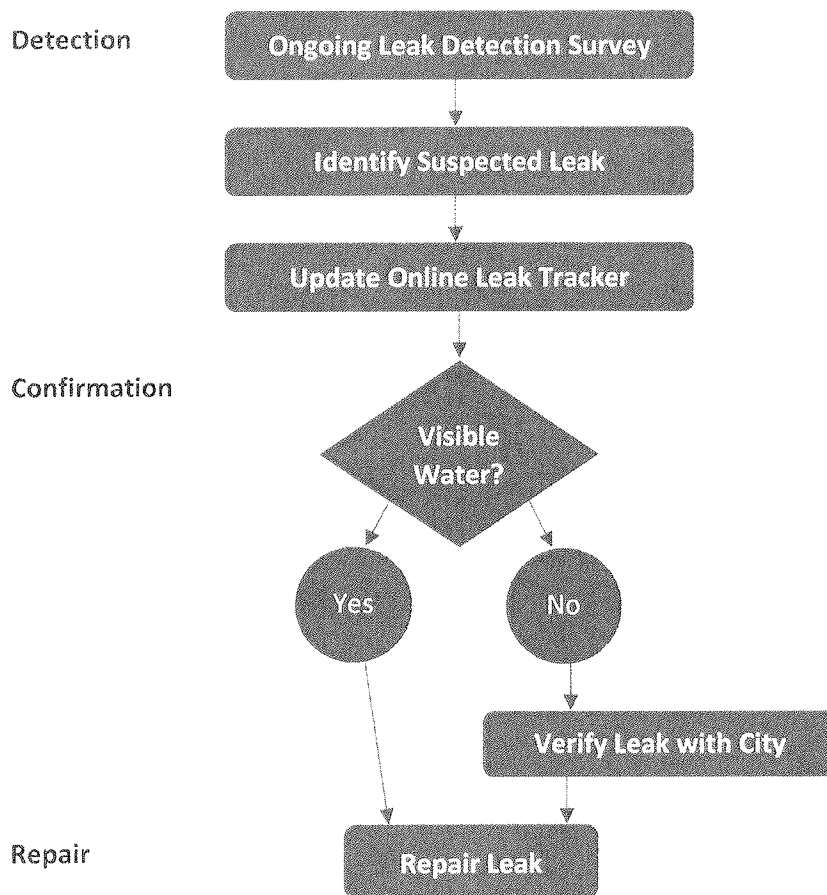 Detection
Ongoing Leak Detection Survey
Identify Suspected Leak
Update Online Leak Tracker
Confirmation
Visible
Water?
Yes
No
Verify Leak with City
Repair
Repair Leak